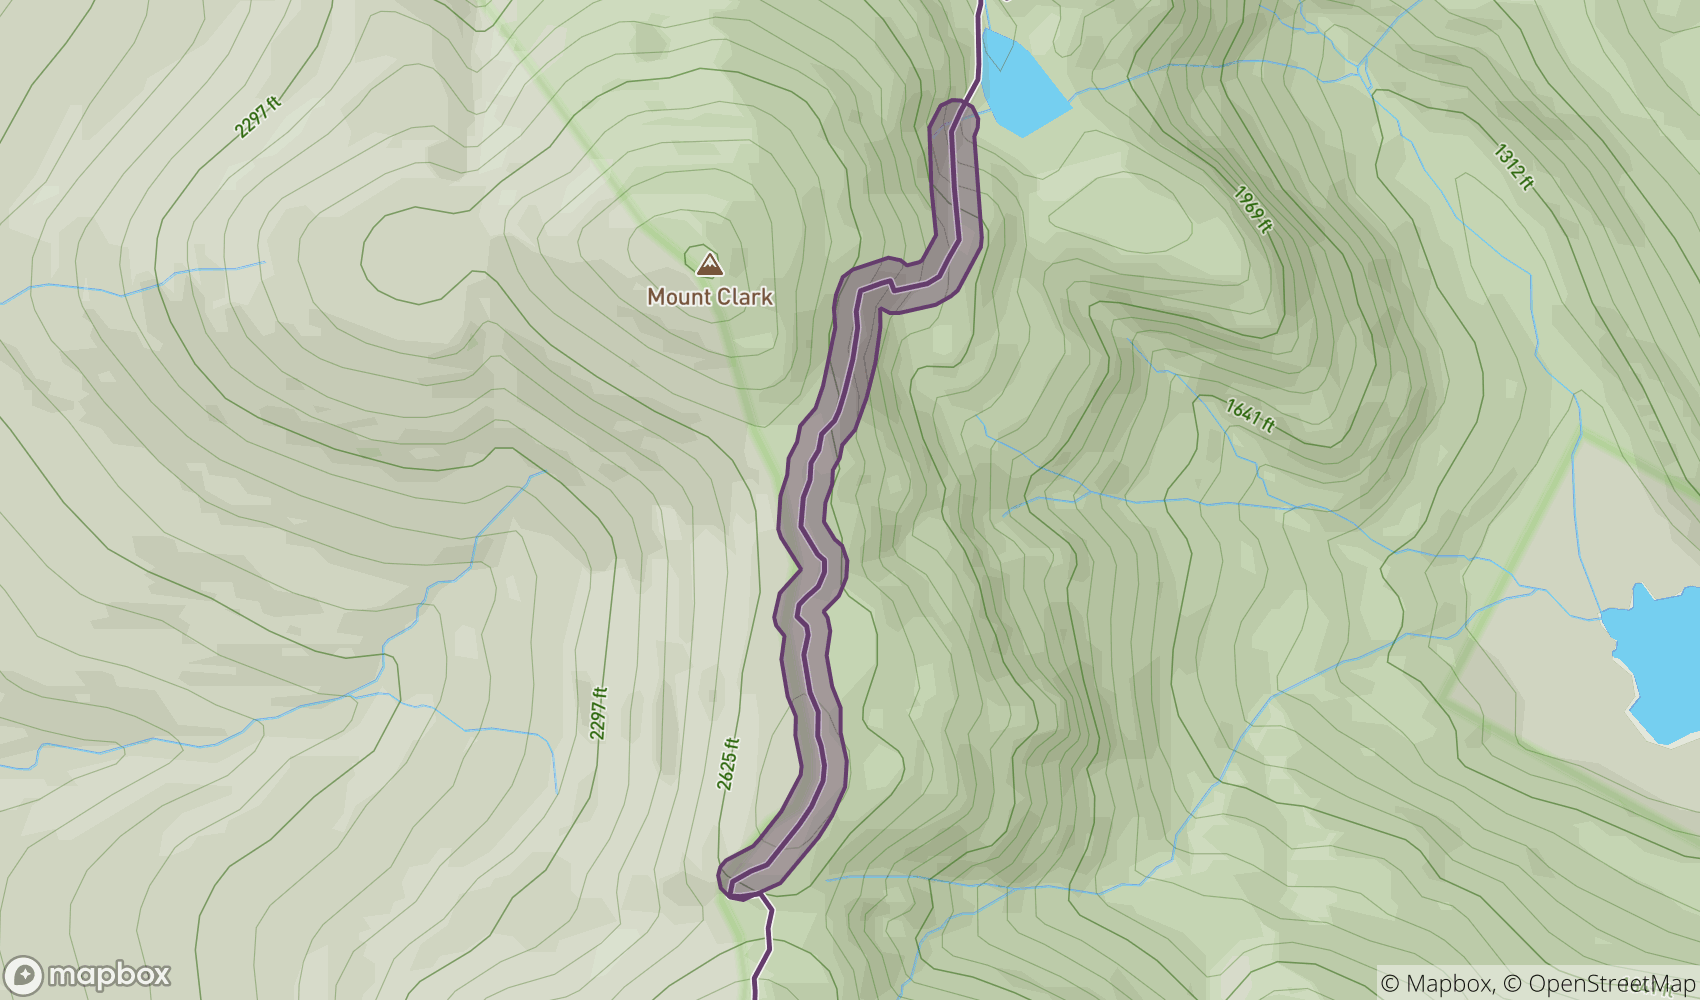 2297 ft
1312 ft
1969 ft
Mount Clark
1641 ft
2297 ft
2625 ft
mapbox
© Mapbox, © OpenStreetMap